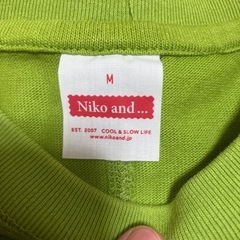 M
Niko and...
EST. 2007 COOL & SLOW LIFE
www.nikoand.jp